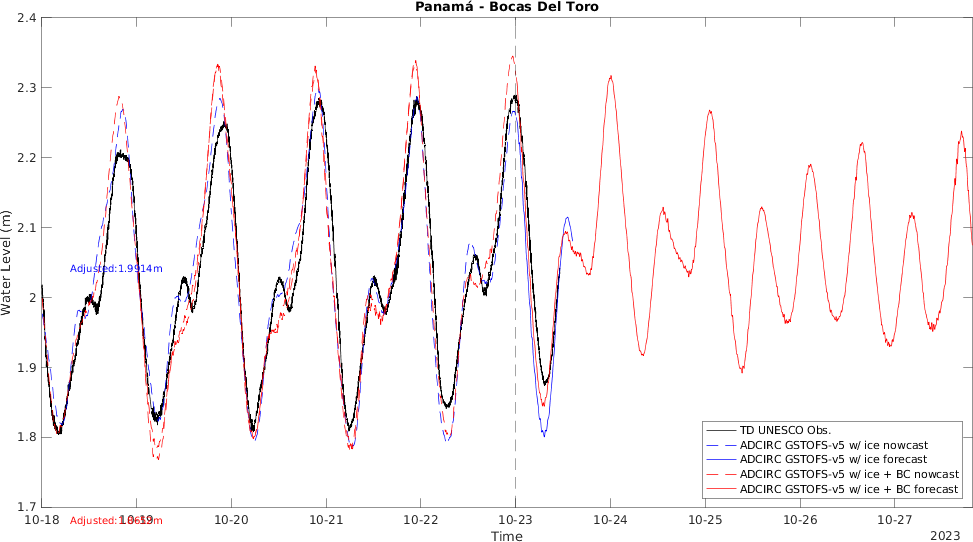 Panamá - Bocas Del Toro
2.4
2.3
2.2
2.1
2
1.9
1.8
1.7
Water Level (m)
Adjusted:1.9914m
TD UNESCO Obs.
ADCIRC GSTOFS-v5 w/ ice nowcast
ADCIRC GSTOFS-v5 w/ ice forecast
ADCIRC GSTOFS-v5 w/ ice + BC nowcast
ADCIRC GSTOFS-v5 w/ ice + BC forecast
10-18 10-19 10-20 10-21 10-22 10-23 10-24 10-25 10-26 10-27
Adjusted:
Time
2023